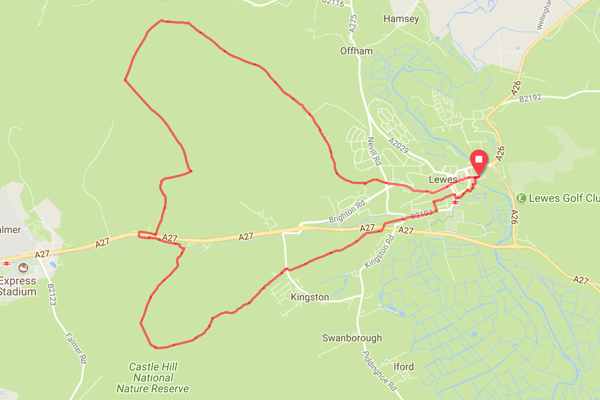 B2116
A275
Hamsey
Offham
Wellingham
B2192
A26
A26
A2029
Nevill Rd
Lewes
Lewes Golf Clu
Brighton Rd
B2193
A26
A27
A27
A27
A27
A27
A27
almer
Express
Stadium
B2123
Falmer Rd
Kingston Rd
Kingston
Swanborough
Piddinghoe Rd
Iford
Castle Hill
National
Nature Reserve